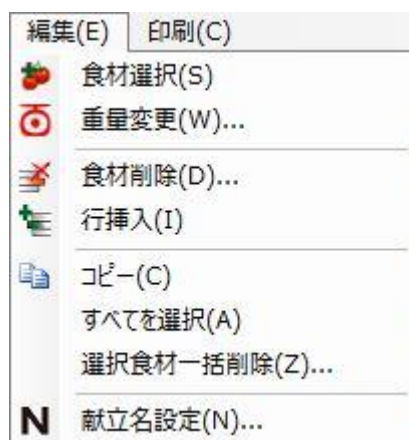 編集(E) 印刷(C)
食材選択(S)
重量変更(W)...
食材削除(D)...
行挿入(I)
コピー(C)
すべてを選択(A)
選択食材一括削除(Z)...
N 献立名設定(N)...